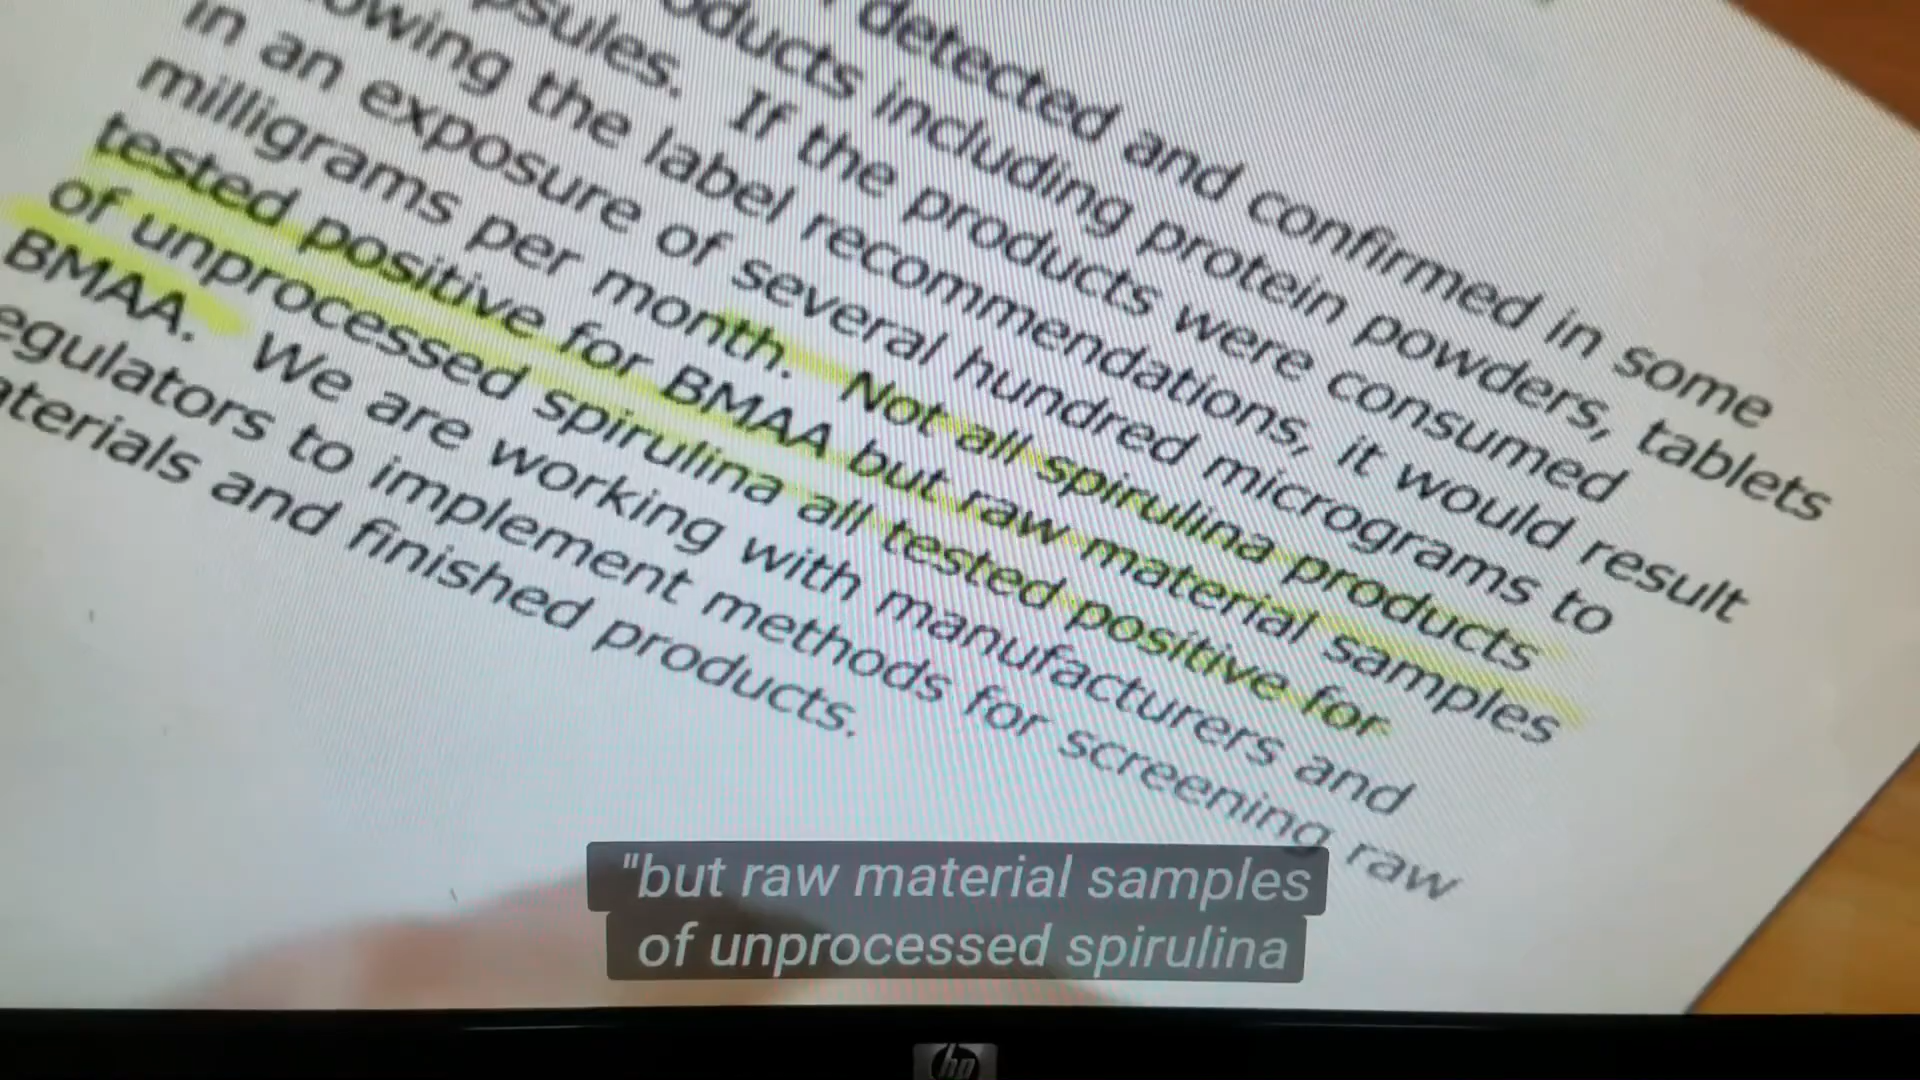 detected and confirmed in some
oducts including protein powders, tablets
psules. If the products were consumed
owing the label recommendations, it would result
in an exposure of several hundred micrograms to
milligrams per month. Not all spirulina products
tested positive for BMAA but raw material samples
of unprocessed spirulina all tested positive for
BMAA. We are working with manufacturers and
egulators to implement methods for screening raw
aterials and finished products.
"but raw material samples
of unprocessed spirulina
hp